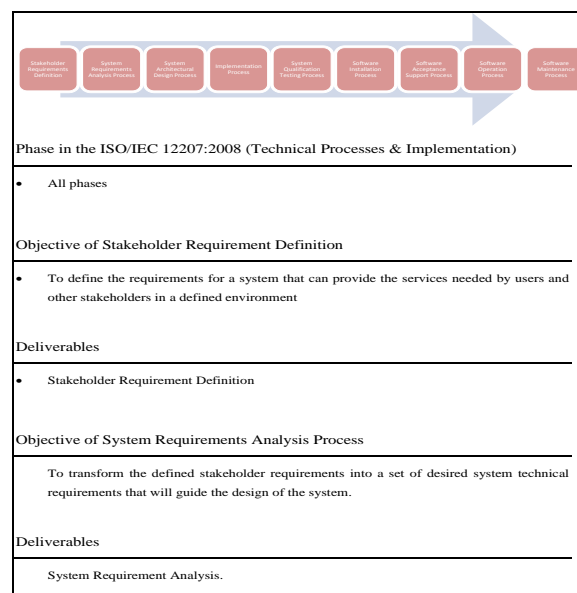 Stakeholder
Requirements
Definition
System
Requirements
Analysis Process
System
Architectural
Design Process
Implementation
Process
System
Qualification
Testing Process
Software
Installation
Process
Software
Acceptance
Support Process
Software
Operation
Process
Software
Maintenance
Process
Phase in the ISO/IEC 12207:2008 (Technical Processes & Implementation)
• All phases
Objective of Stakeholder Requirement Definition
• To define the requirements for a system that can provide the services needed by users and
other stakeholders in a defined environment
Deliverables
• Stakeholder Requirement Definition
Objective of System Requirements Analysis Process
To transform the defined stakeholder requirements into a set of desired system technical
requirements that will guide the design of the system.
Deliverables
System Requirement Analysis.